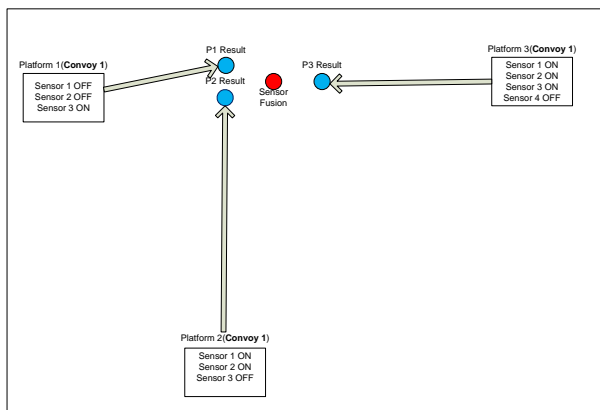 P1 Result
Platform 1(Convoy 1)
Sensor 1 OFF
Sensor 2 OFF
Sensor 3 ON
P2 Result
Sensor
Fusion
P3 Result
Platform 3(Convoy 1)
Sensor 1 ON
Sensor 2 ON
Sensor 3 ON
Sensor 4 OFF
Platform 2(Convoy 1)
Sensor 1 ON
Sensor 2 ON
Sensor 3 OFF